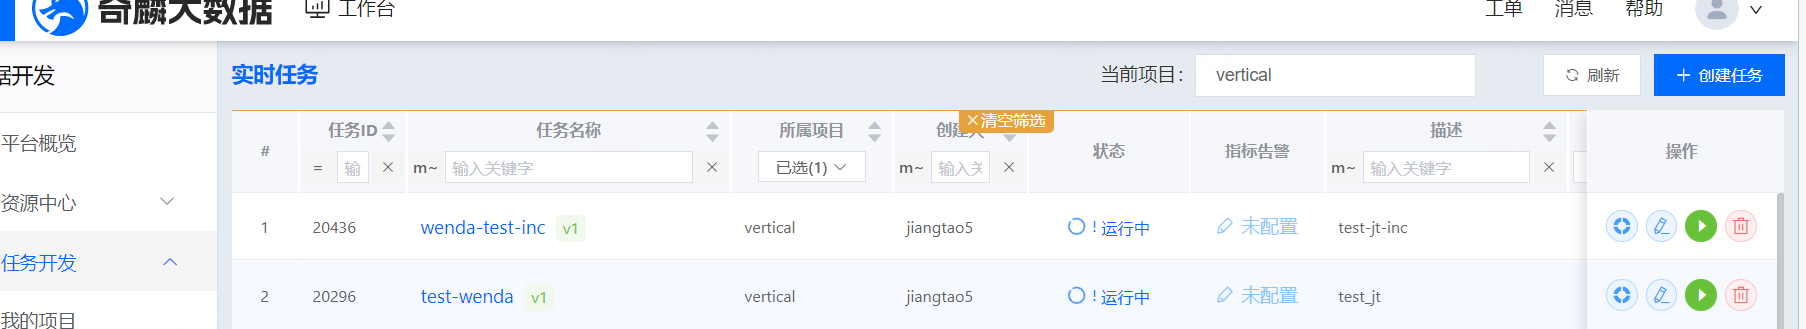 奇麟大数据 工作台 工单 消息 帮助
据开发
实时任务 当前项目： vertical 刷新 ＋ 创建任务
×清空筛选
# 任务ID 任务名称 所属项目 创建人 状态 指标告警 描述 操作
= 输 × m~ 输入关键字 × 已选(1) m~ 输入关 × m~ 输入关键字 ×
平台概览
资源中心
任务开发
我的项目
1 20436 wenda-test-inc v1 vertical jiangtao5 ! 运行中 未配置 test-jt-inc
2 20296 test-wenda v1 vertical jiangtao5 ! 运行中 未配置 test_jt